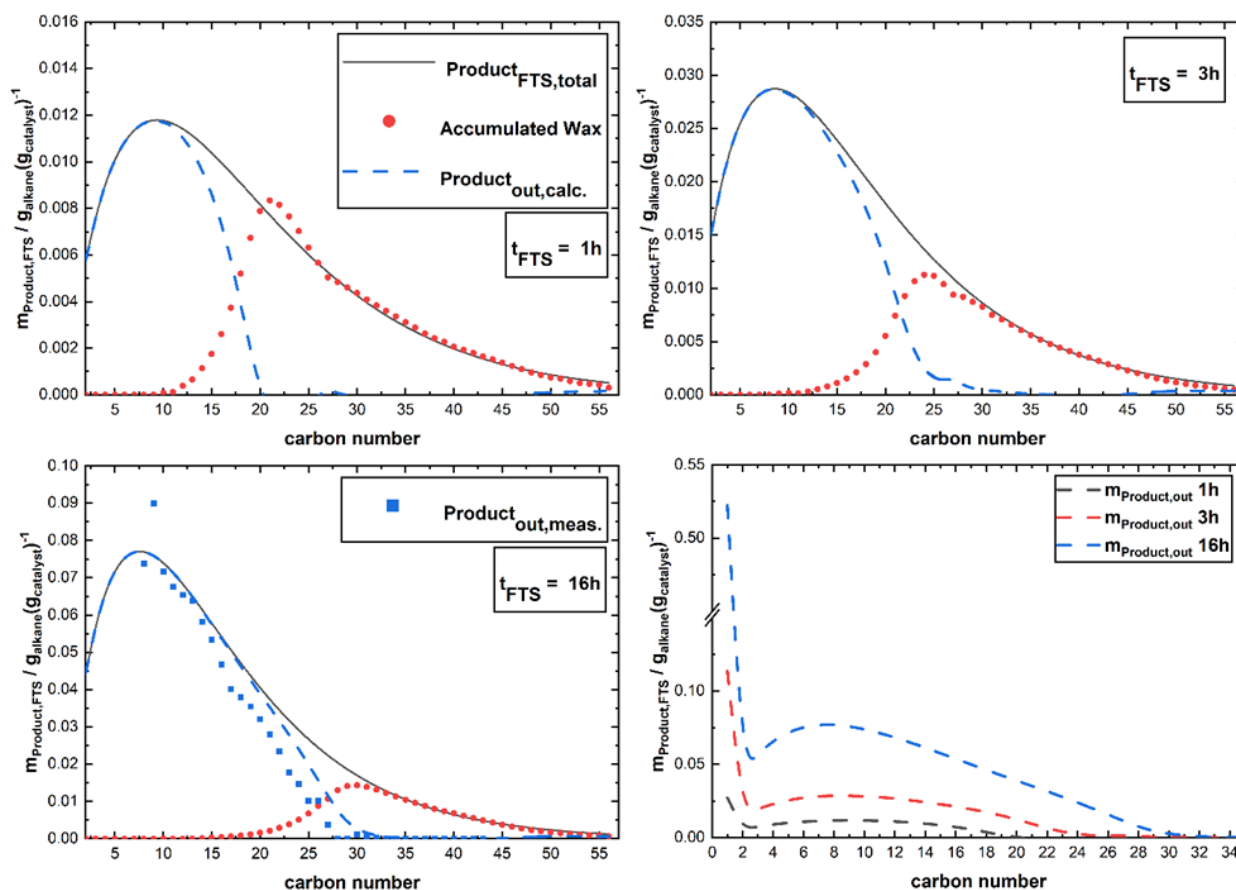 0.016
0.014
0.012
0.010
0.008
0.006
0.004
0.002
0.000
m_Product,FTS / g_alkane(g_catalyst)^-1
Product_FTS,total
Accumulated Wax
Product_out,calc.
t_FTS = 1h
5 10 15 20 25 30 35 40 45 50 55
carbon number
0.035
0.030
0.025
0.020
0.015
0.010
0.005
0.000
m_Product,FTS / g_alkane(g_catalyst)^-1
t_FTS = 3h
5 10 15 20 25 30 35 40 45 50 55
carbon number
0.10
0.09
0.08
0.07
0.06
0.05
0.04
0.03
0.02
0.01
0.00
m_Product,FTS / g_alkane(g_catalyst)^-1
Product_out,meas.
t_FTS = 16h
5 10 15 20 25 30 35 40 45 50 55
carbon number
0.55
0.50
0.10
0.05
0.00
m_Product,FTS / g_alkane(g_catalyst)^-1
m_Product,out 1h
m_Product,out 3h
m_Product,out 16h
0 2 4 6 8 10 12 14 16 18 20 22 24 26 28 30 32 34
carbon number